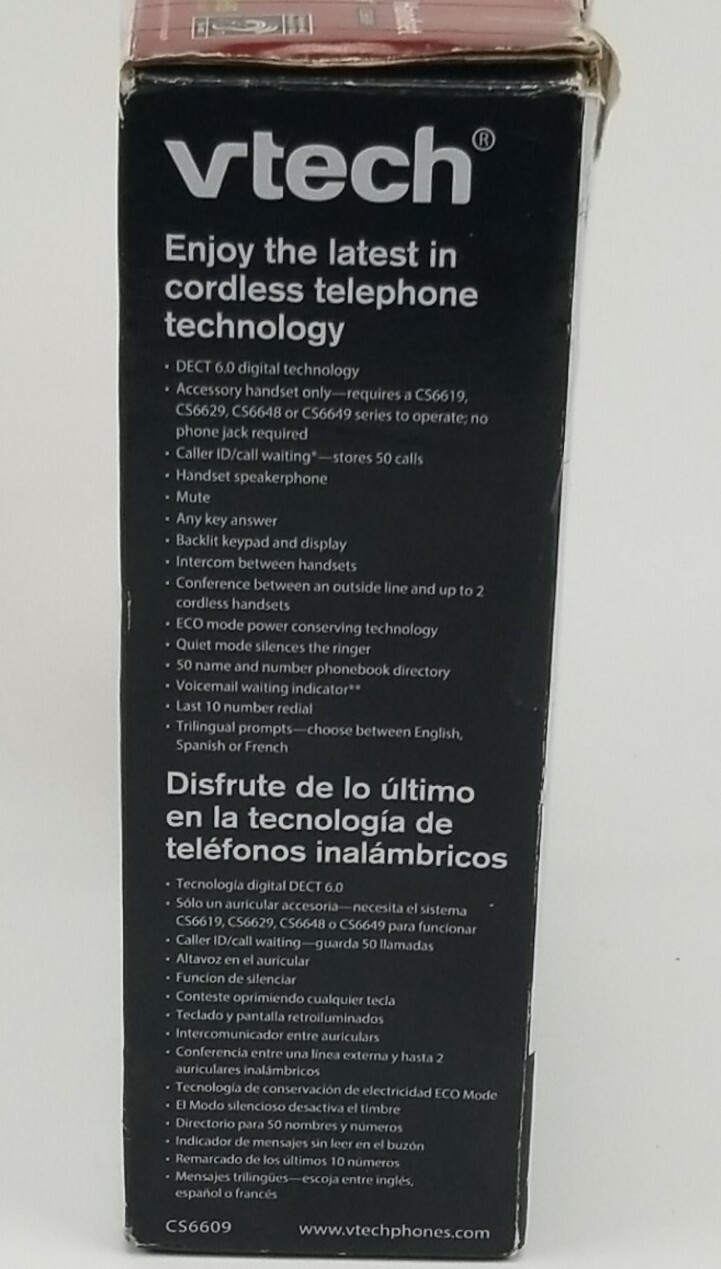 vtech®
Enjoy the latest in
cordless telephone
technology
• DECT 6.0 digital technology
• Accessory handset only—requires a CS6619,
CS6629, CS6648 or CS6649 series to operate; no
phone jack required
• Caller ID/call waiting*—stores 50 calls
• Handset speakerphone
• Mute
• Any key answer
• Backlit keypad and display
• Intercom between handsets
• Conference between an outside line and up to 2
cordless handsets
• ECO mode power conserving technology
• Quiet mode silences the ringer
• 50 name and number phonebook directory
• Voicemail waiting indicator**
• Last 10 number redial
• Trilingual prompts—choose between English,
Spanish or French
Disfrute de lo último
en la tecnología de
teléfonos inalámbricos
• Tecnología digital DECT 6.0
• Sólo un auricular accesoria—necesita el sistema
CS6619, CS6629, CS6648 o CS6649 para funcionar
• Caller ID/call waiting—guarda 50 llamadas
• Altavoz en el auricular
• Funcion de silenciar
• Conteste oprimiendo cualquier tecla
• Teclado y pantalla retroiluminados
• Intercomunicador entre auriculars
• Conferencia entre una línea externa y hasta 2
auriculares inalámbricos
• Tecnología de conservación de electricidad ECO Mode
• El Modo silencioso desactiva el timbre
• Directorio para 50 nombres y números
• Indicador de mensajes sin leer en el buzón
• Remarcado de los últimos 10 números
• Mensajes trilingües—escoja entre inglés,
español o francés
CS6609 www.vtechphones.com